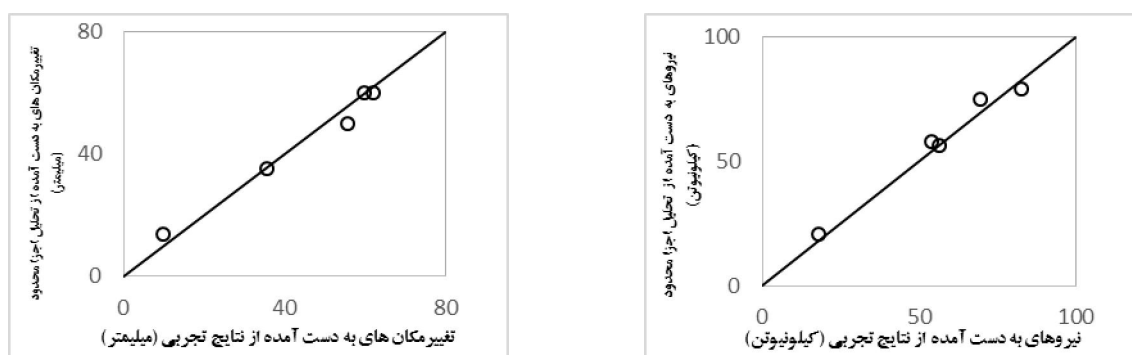 80
40
0
0
40
80
تغییرمکان های به دست آمده از تحلیل اجزا محدود
(میلیمتر)
تغییرمکان های به دست آمده از نتایج تجربی (میلیمتر)
100
50
0
0
50
100
نیروهای به دست آمده از تحلیل اجزا محدود
(کیلونیوتن)
نیروهای به دست آمده از نتایج تجربی (کیلونیوتن)